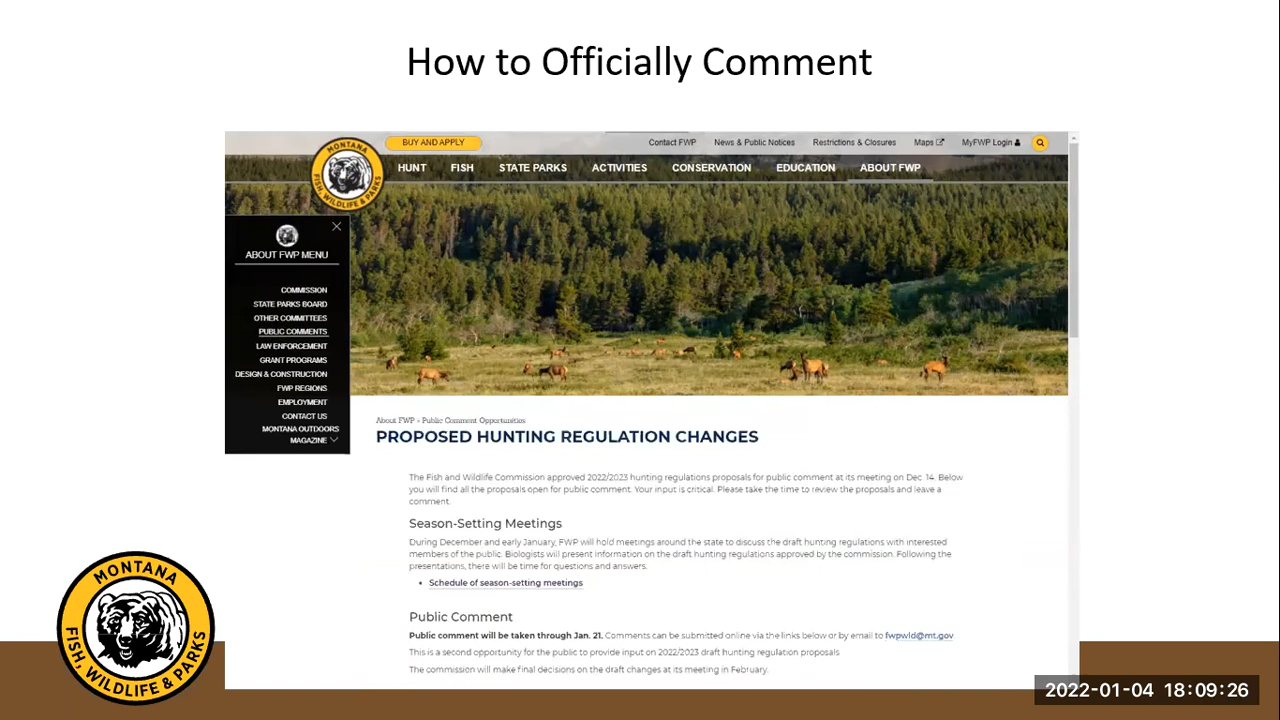 How to Officially Comment
BUY AND APPLY
Contact FWP
News & Public Notices
Restrictions & Closures
Maps
MyFWP Login
MONTANA
FISH, WILDLIFE & PARKS
HUNT
FISH
STATE PARKS
ACTIVITIES
CONSERVATION
EDUCATION
ABOUT FWP
ABOUT FWP MENU
COMMISSION
STATE PARKS BOARD
OTHER COMMITTEES
PUBLIC COMMENTS
LAW ENFORCEMENT
GRANT PROGRAMS
DESIGN & CONSTRUCTION
FWP REGIONS
EMPLOYMENT
CONTACT US
MONTANA OUTDOORS
MAGAZINE
About FWP » Public Comment Opportunities
PROPOSED HUNTING REGULATION CHANGES
The Fish and Wildlife Commission approved 2022/2023 hunting regulations proposals for public comment at its meeting on Dec. 14. Below
you will find all the proposals open for public comment. Your input is critical. Please take the time to review the proposals and leave a
comment.
Season-Setting Meetings
During December and early January, FWP will hold meetings around the state to discuss the draft hunting regulations with interested
members of the public. Biologists will present information on the draft hunting regulations approved by the commission. Following the
presentations, there will be time for questions and answers.
• Schedule of season-setting meetings
Public Comment
Public comment will be taken through Jan. 21. Comments can be submitted online via the links below or by email to fwpwld@mt.gov
This is a second opportunity for the public to provide input on 2022/2023 draft hunting regulation proposals
The commission will make final decisions on the draft changes at its meeting in February.
MONTANA
FISH, WILDLIFE & PARKS
2022-01-04 18:09:26